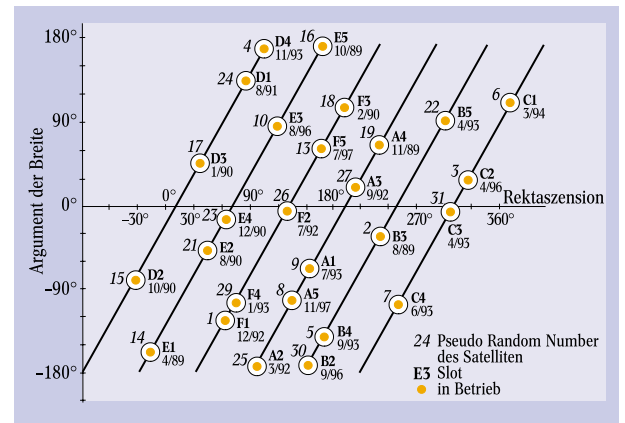 180°
90°
0°
-90°
-180°
Argument der Breite
-30°
0°
30°
90°
180°
270°
360°
Rektaszension
4 D4
11/93
24 D1
8/91
17 D3
1/90
15 D2
10/90
16 E5
10/89
10 E3
8/96
23 E4
12/90
21 E2
8/90
14 E1
4/89
18 F3
2/90
13 F5
7/97
26 F2
7/92
29 F4
1/93
1 F1
12/92
19 A4
11/89
27 A3
9/92
9 A1
7/93
8 A5
11/97
25 A2
3/92
22 B5
4/93
2 B3
8/89
5 B4
9/93
30 B2
9/96
6 C1
3/94
3 C2
4/96
31 C3
4/93
7 C4
6/93
24 Pseudo Random Number
des Satelliten
E3 Slot
in Betrieb